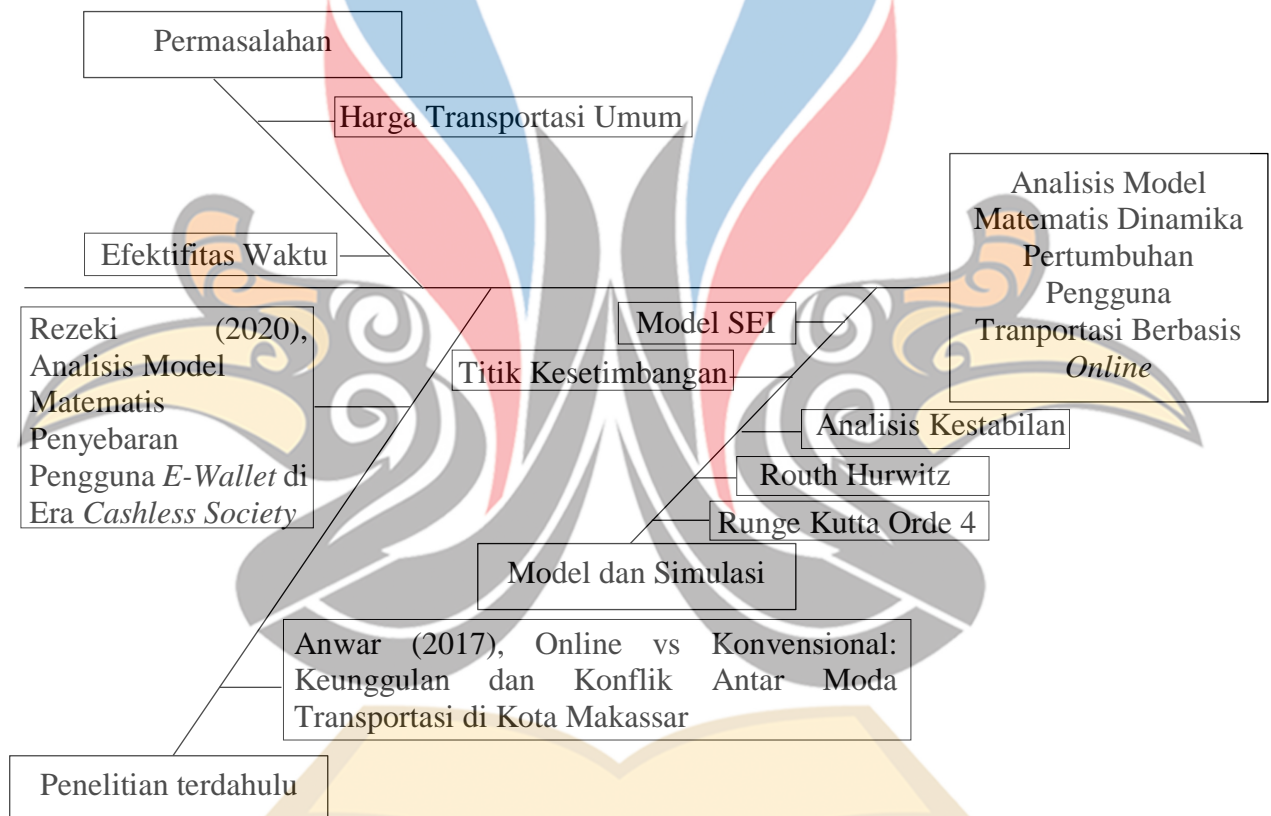 Permasalahan
Harga Transportasi Umum
Efektifitas Waktu
Analisis Model
Matematis Dinamika
Pertumbuhan
Pengguna
Tranportasi Berbasis
Online
Rezeki (2020),
Analisis Model
Matematis
Penyebaran
Pengguna E-Wallet di
Era Cashless Society
Model SEI
Titik Kesetimbangan
Analisis Kestabilan
Routh Hurwitz
Runge Kutta Orde 4
Model dan Simulasi
Anwar (2017), Online vs Konvensional:
Keunggulan dan Konflik Antar Moda
Transportasi di Kota Makassar
Penelitian terdahulu